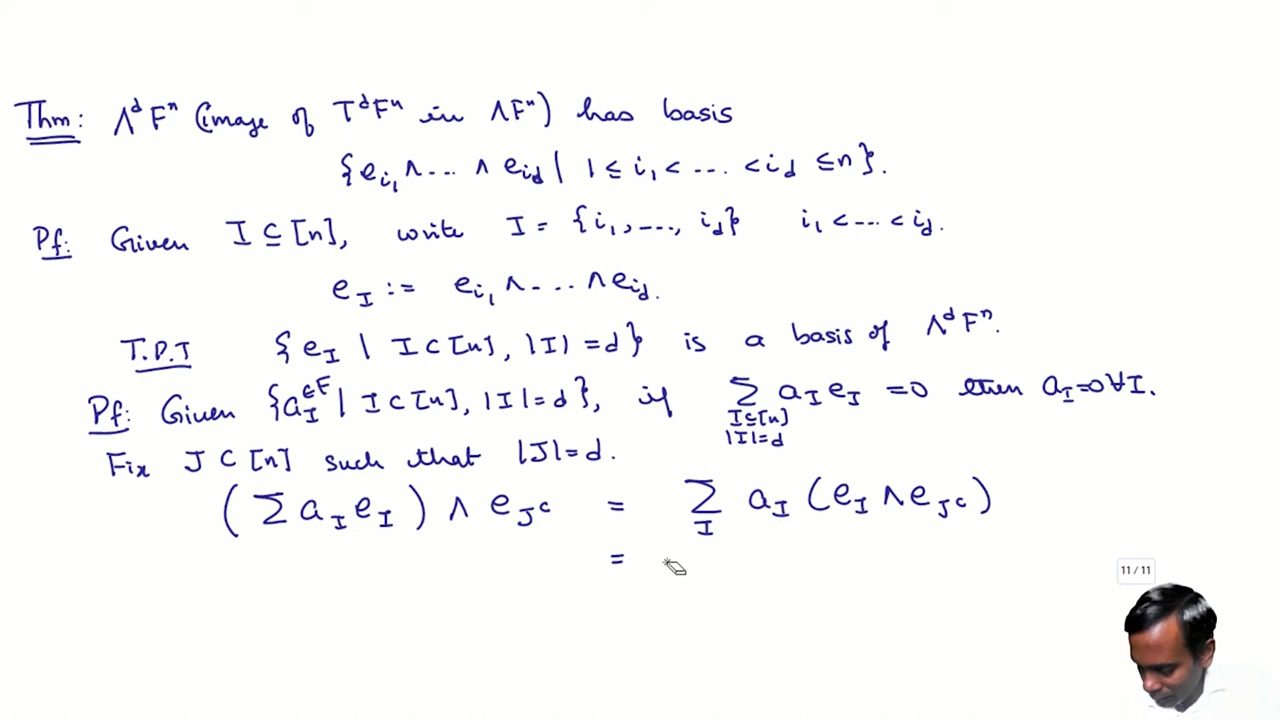 Thm: Λ^d F^n (image of T^d F^n in ΛF^n) has basis
{e_{i_1} ∧ ... ∧ e_{i_d} | 1 ≤ i_1 < ... < i_d ≤ n}.
Pf: Given I ⊆ [n], write I = {i_1, ..., i_d} i_1 < ... < i_d.
e_I := e_{i_1} ∧ ... ∧ e_{i_d}.
T.P.T {e_I | I ⊂ [n], |I| = d} is a basis of Λ^d F^n.
Pf: Given {a_I^{∈F} | I ⊂ [n], |I| = d}, if ∑_{I⊆[n], |I|=d} a_I e_I = 0 then a_I = 0 ∀ I.
Fix J ⊂ [n] such that |J| = d.
(∑ a_I e_I) ∧ e_{J^c} = ∑_I a_I (e_I ∧ e_{J^c})
=
11 / 11